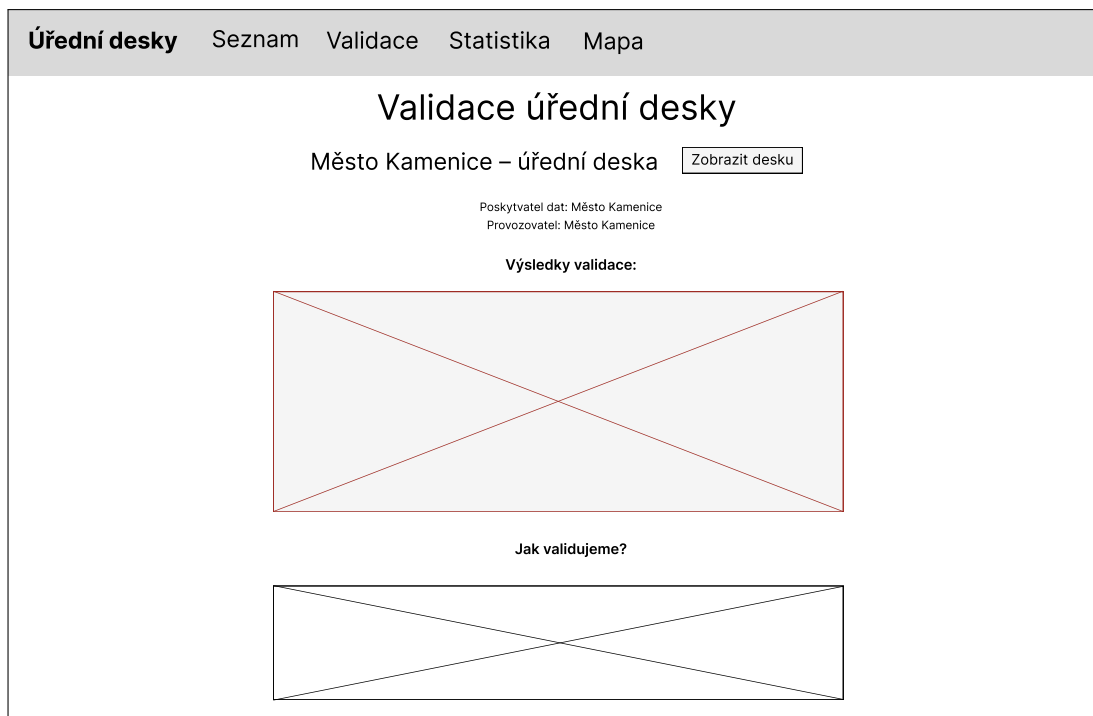 Úřední desky Seznam Validace Statistika Mapa
Validace úřední desky
Město Kamenice – úřední deska Zobrazit desku
Poskytvatel dat: Město Kamenice
Provozovatel: Město Kamenice
Výsledky validace:
Jak validujeme?